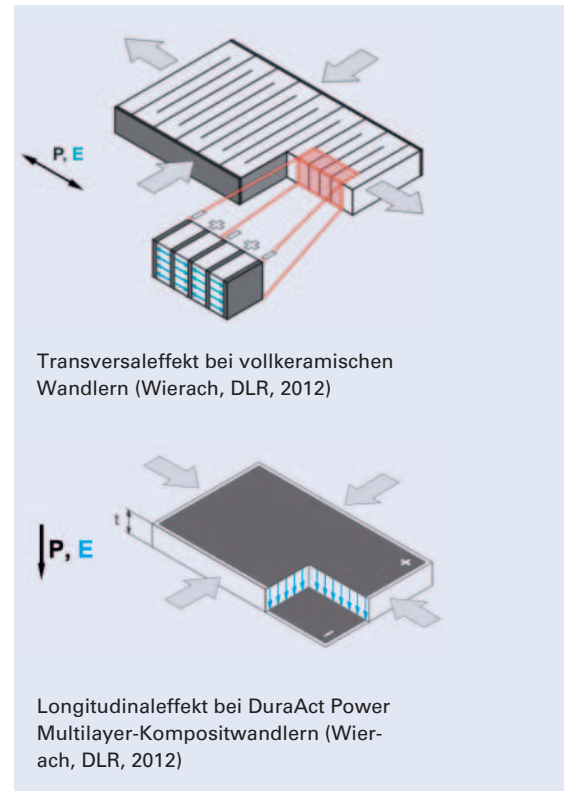 P, E
− + − + −
Transversaleffekt bei vollkeramischen
Wandlern (Wierach, DLR, 2012)
t
P, E
+
−
Longitudinaleffekt bei DuraAct Power
Multilayer-Kompositwandlern (Wier-
ach, DLR, 2012)